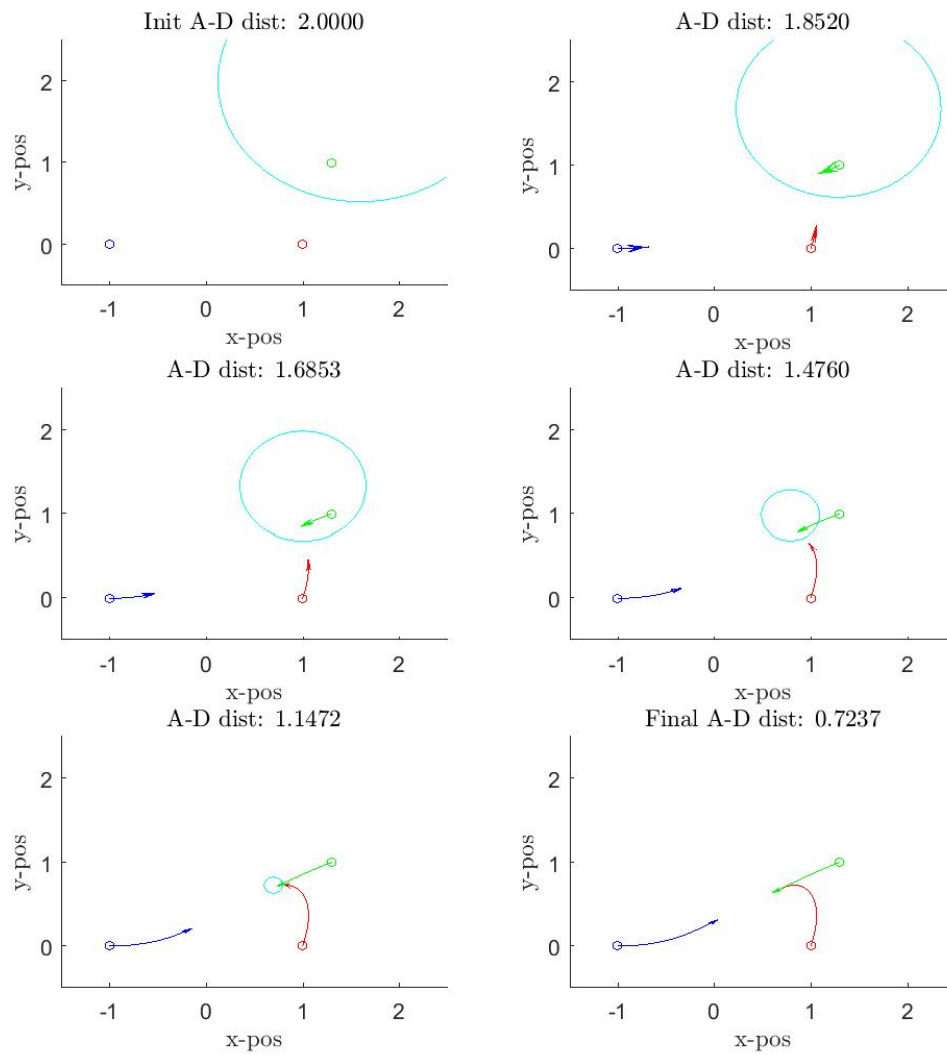 Init A-D dist: 2.0000
y-pos
2
1
0
-1 0 1 2
x-pos
A-D dist: 1.8520
y-pos
2
1
0
-1 0 1 2
x-pos
A-D dist: 1.6853
y-pos
2
1
0
-1 0 1 2
x-pos
A-D dist: 1.4760
y-pos
2
1
0
-1 0 1 2
x-pos
A-D dist: 1.1472
y-pos
2
1
0
-1 0 1 2
x-pos
Final A-D dist: 0.7237
y-pos
2
1
0
-1 0 1 2
x-pos